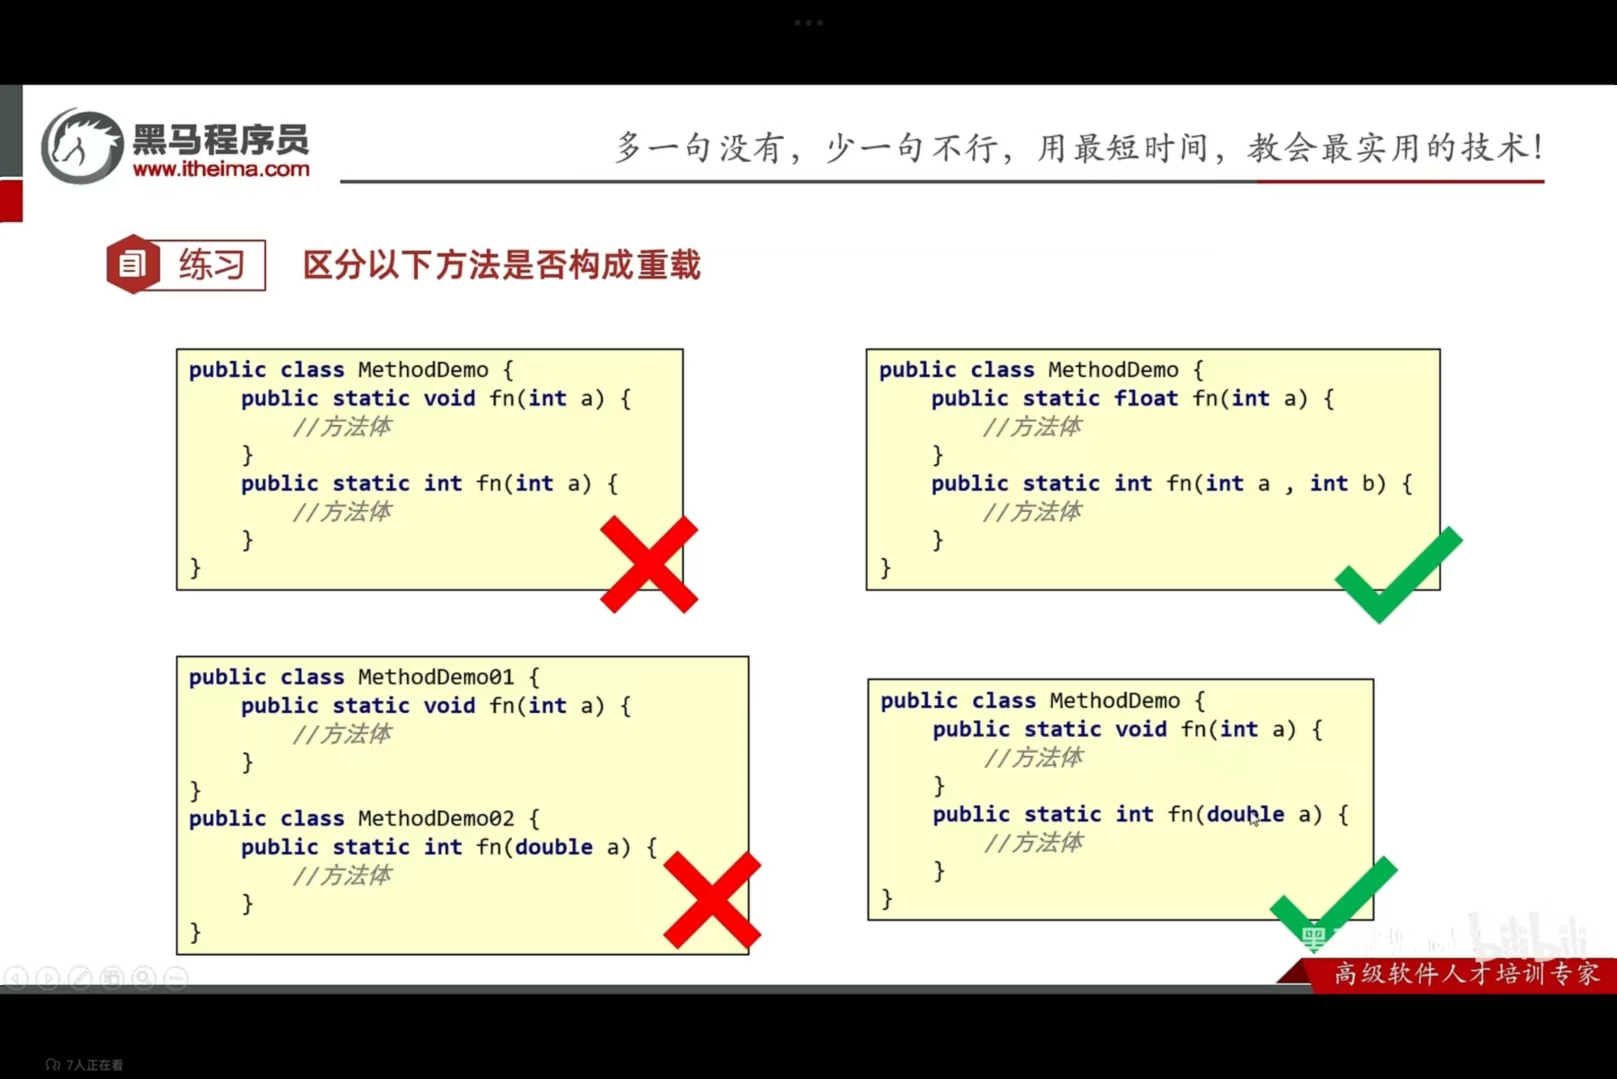 黑马程序员
www.itheima.com
多一句没有，少一句不行，用最短时间，教会最实用的技术！
练习
区分以下方法是否构成重载
public class MethodDemo {
public static void fn(int a) {
//方法体
}
public static int fn(int a) {
//方法体
}
}
public class MethodDemo {
public static float fn(int a) {
//方法体
}
public static int fn(int a , int b) {
//方法体
}
}
public class MethodDemo01 {
public static void fn(int a) {
//方法体
}
}
public class MethodDemo02 {
public static int fn(double a) {
//方法体
}
}
public class MethodDemo {
public static void fn(int a) {
//方法体
}
public static int fn(double a) {
//方法体
}
}
bilibili
高级软件人才培训专家
7人正在看